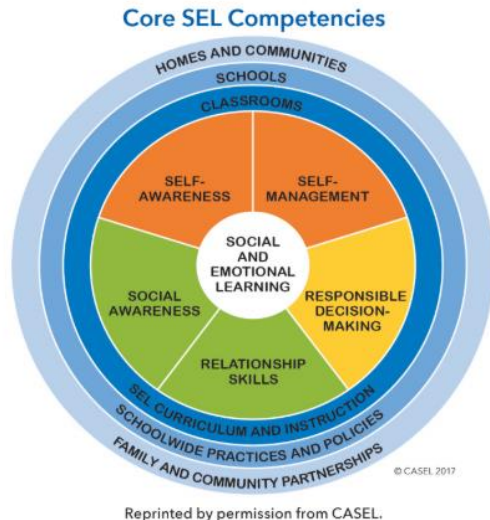 Core SEL Competencies
HOMES AND COMMUNITIES
SCHOOLS
CLASSROOMS
SELF-
AWARENESS
SELF-
MANAGEMENT
SOCIAL
AND
EMOTIONAL
LEARNING
SOCIAL
AWARENESS
RESPONSIBLE
DECISION-
MAKING
RELATIONSHIP
SKILLS
SEL CURRICULUM AND INSTRUCTION
SCHOOLWIDE PRACTICES AND POLICIES
FAMILY AND COMMUNITY PARTNERSHIPS
© CASEL 2017
Reprinted by permission from CASEL.